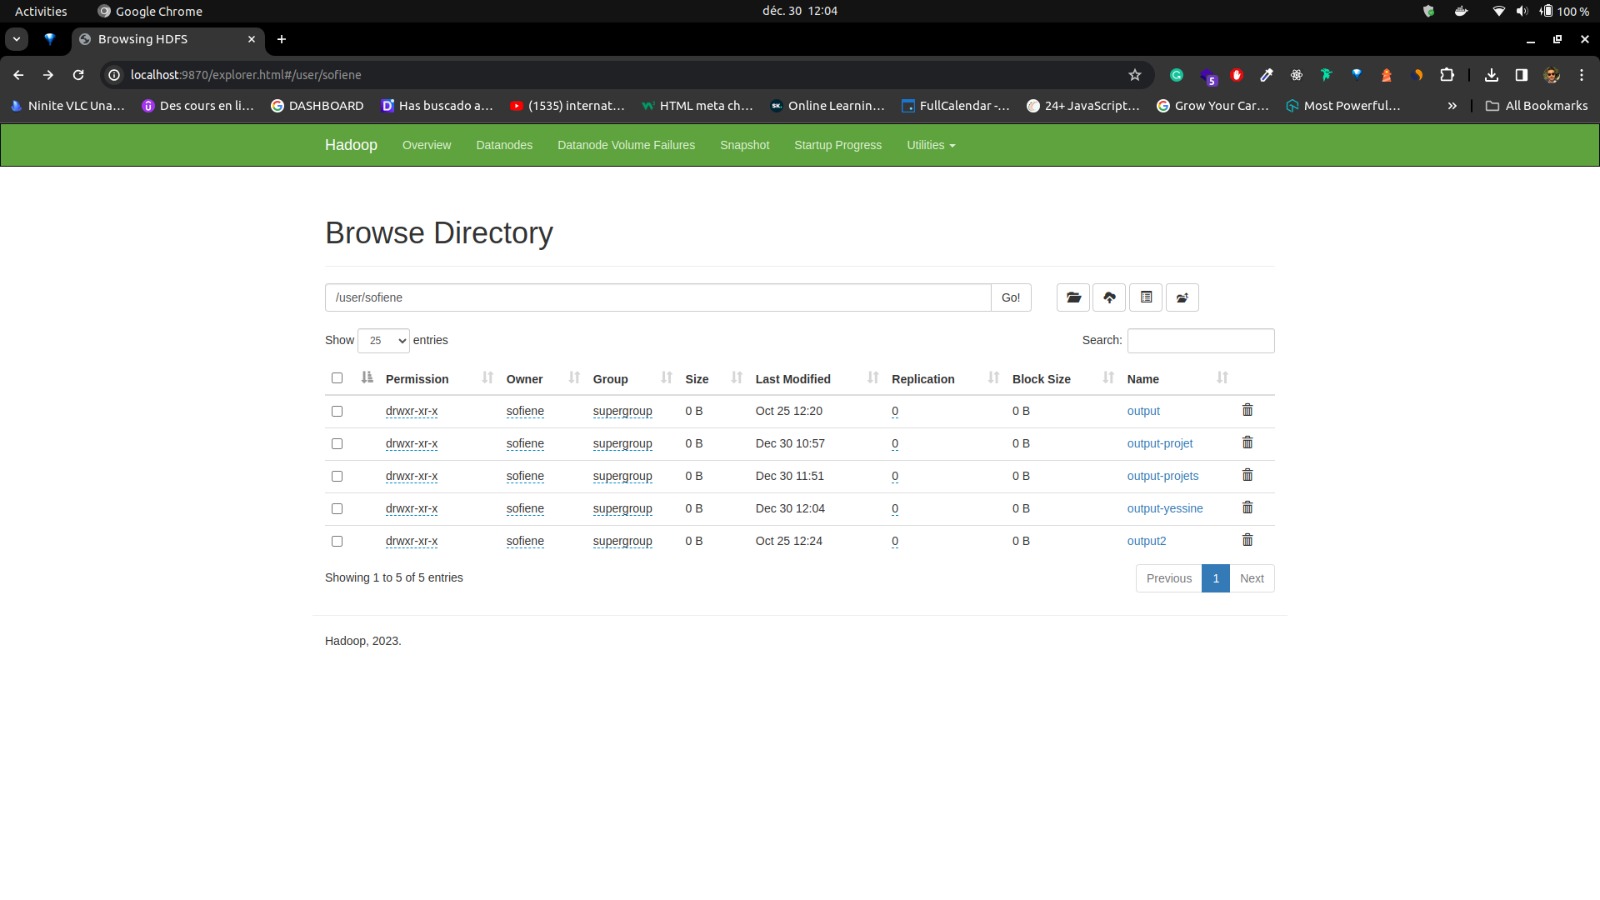 Activities Google Chrome déc. 30 12:04 100 %
Browsing HDFS
localhost:9870/explorer.html#/user/sofiene 5
Ninite VLC Una... Des cours en li... DASHBOARD Has buscado a... (1535) internat... HTML meta ch... Online Learnin... FullCalendar -... 24+ JavaScript... Grow Your Car... Most Powerful... » All Bookmarks
Hadoop Overview Datanodes Datanode Volume Failures Snapshot Startup Progress Utilities
Browse Directory
/user/sofiene Go!
Show 25 entries Search:
Permission Owner Group Size Last Modified Replication Block Size Name
drwxr-xr-x sofiene supergroup 0 B Oct 25 12:20 0 0 B output
drwxr-xr-x sofiene supergroup 0 B Dec 30 10:57 0 0 B output-projet
drwxr-xr-x sofiene supergroup 0 B Dec 30 11:51 0 0 B output-projets
drwxr-xr-x sofiene supergroup 0 B Dec 30 12:04 0 0 B output-yessine
drwxr-xr-x sofiene supergroup 0 B Oct 25 12:24 0 0 B output2
Showing 1 to 5 of 5 entries Previous 1 Next
Hadoop, 2023.